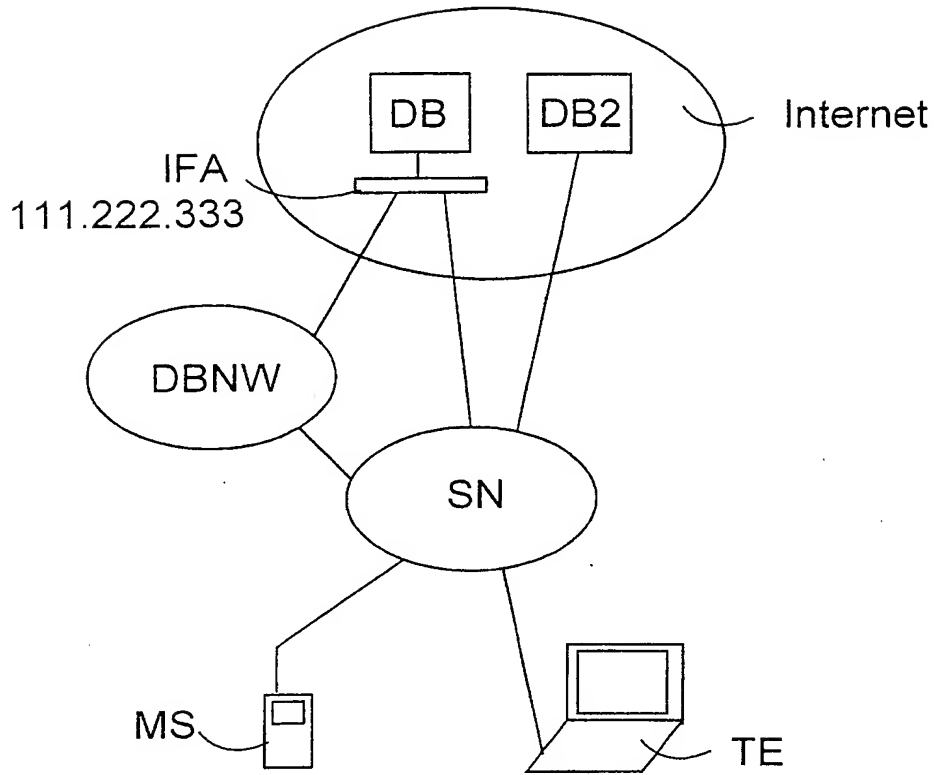 DB
DB2
Internet
IFA
111.222.333
DBNW
SN
MS
TE